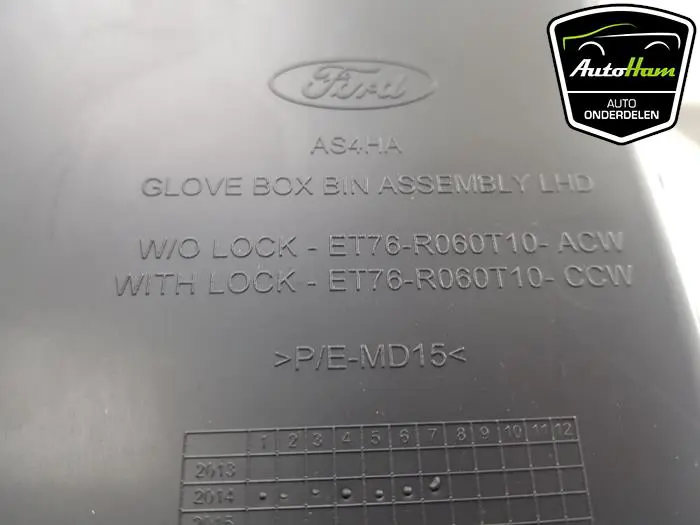 AutoHam
AUTO
ONDERDELEN
Ford
AS4HA
GLOVE BOX BIN ASSEMBLY LHD
W/O LOCK - ET76-R060T10- ACW
WITH LOCK - ET76-R060T10- CCW
>P/E-MD15<
1 2 3 4 5 6 7 8 9 10 11 12
2013
2014
2015